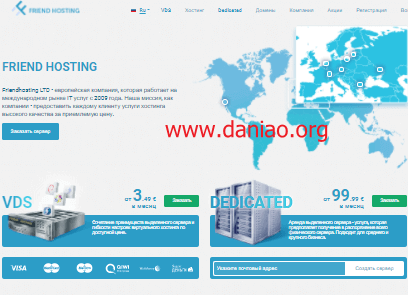 FRIEND HOSTING
Ru
VDS
Хостинг
Dedicated
Домены
Компания
Акции
Регистрация
FRIEND HOSTING
Friendhosting LTD - европейская компания, которая работает на
международном рынке IT услуг с 2009 года. Наша миссия, как
компании - предоставить каждому клиенту услуги хостинга
высокого качества за приемлимую цену.
Заказать сервер
www.daniao.org
VDS
от 3.49 €
в месяц
Заказать
Сочетание преимуществ выделенного сервера и
гибкости настроек виртуального хостинга по
доступной цене.
DEDICATED
от 99.99 €
в месяц
Заказать
Аренда выделенного сервера - услуга, которая
предполагает получение в распоряжение всего
физического сервера. Подходит для среднего и
крупного бизнеса.
VISA
QIWI
Укажите почтовый адрес
Создать сервер